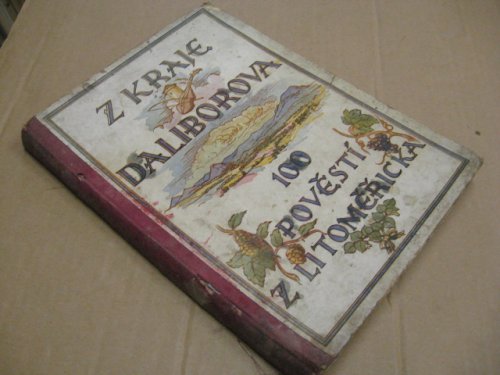 Z KRAJE
DALIBOROVA
100
POVĚSTÍ
Z LITOMĚŘICKA